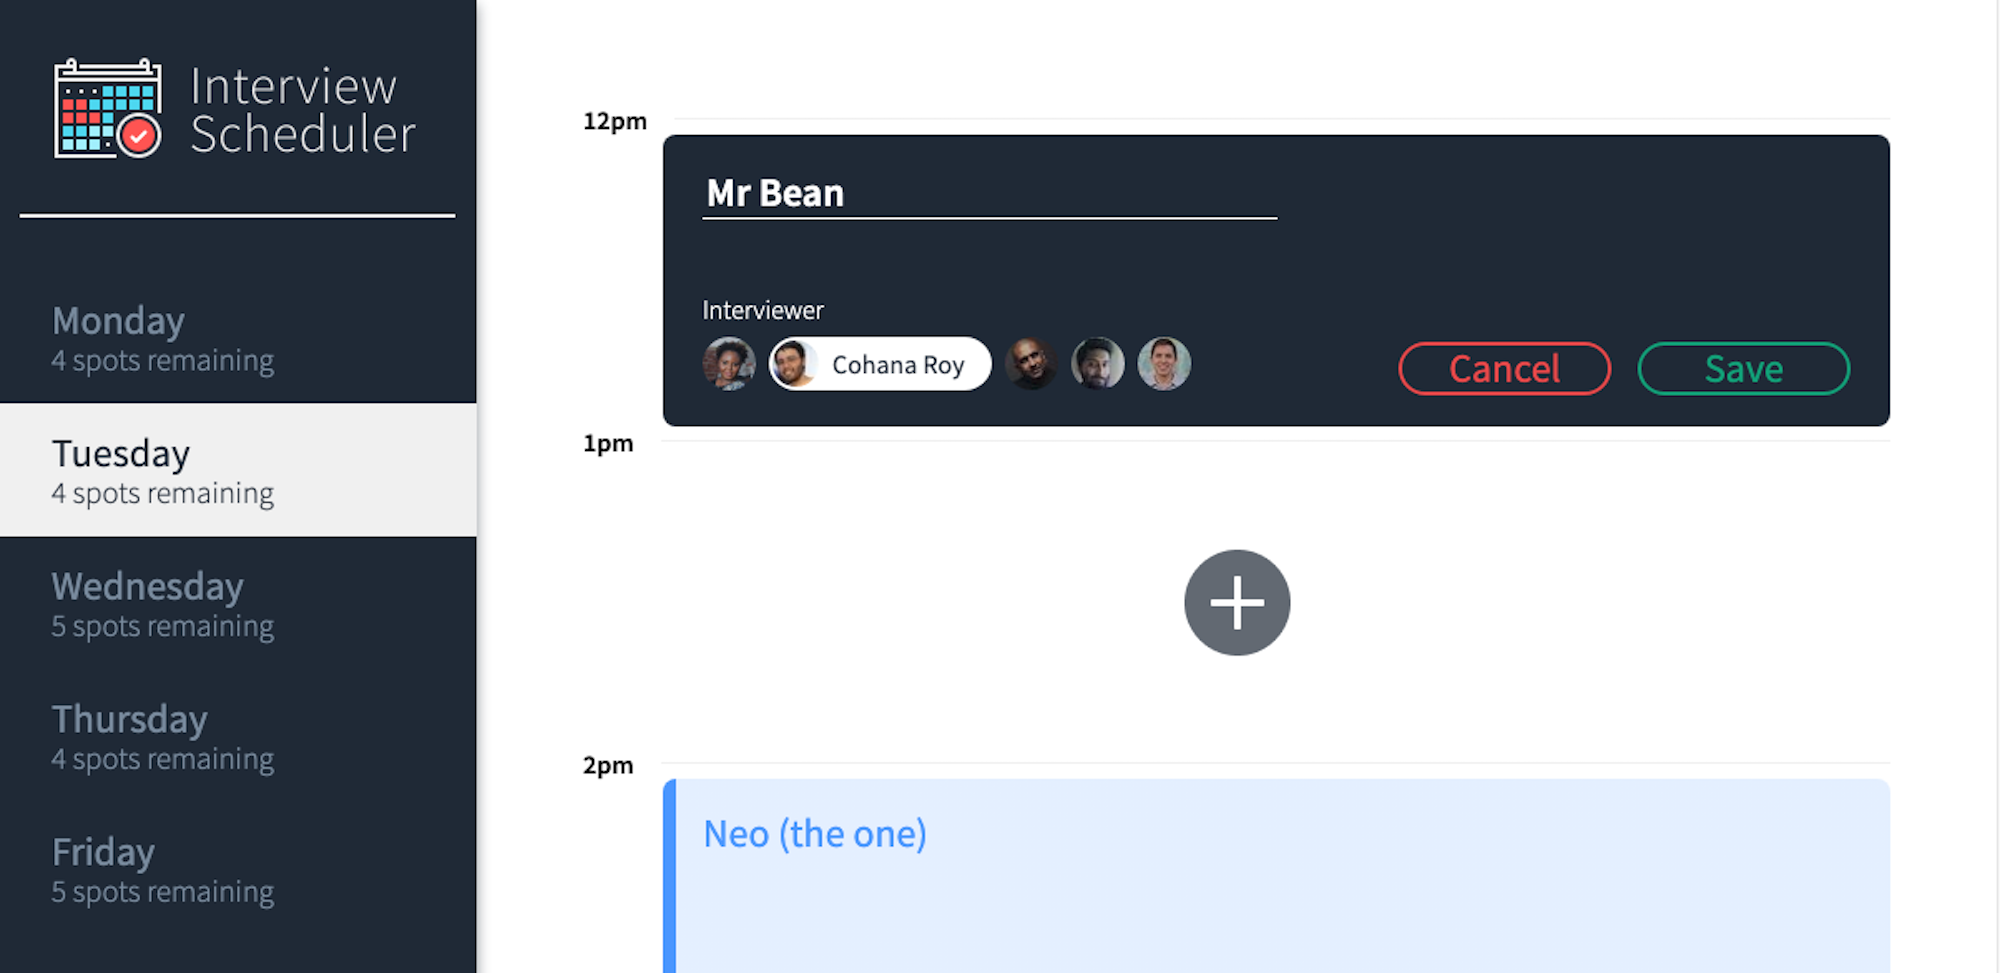 Interview
Scheduler
Monday
4 spots remaining
Tuesday
4 spots remaining
Wednesday
5 spots remaining
Thursday
4 spots remaining
Friday
5 spots remaining
12pm
Mr Bean
Interviewer
Cohana Roy
Cancel
Save
1pm
2pm
Neo (the one)